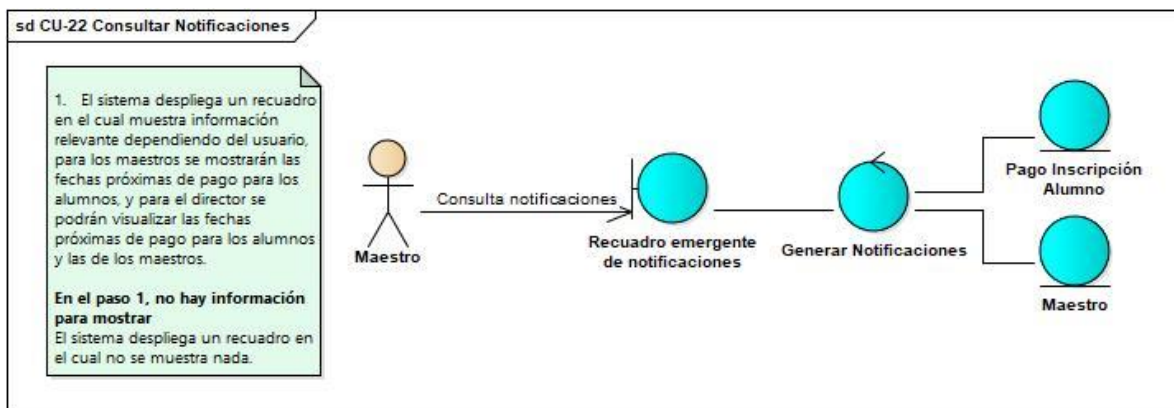 sd CU-22 Consultar Notificaciones
1. El sistema despliega un recuadro
en el cual muestra información
relevante dependiendo del usuario,
para los maestros se mostrarán las
fechas próximas de pago para los
alumnos, y para el director se
podrán visualizar las fechas
próximas de pago para los alumnos
y las de los maestros.
En el paso 1, no hay información
para mostrar
El sistema despliega un recuadro en
el cual no se muestra nada.
Maestro
Consulta notificaciones
Recuadro emergente
de notificaciones
Generar Notificaciones
Pago Inscripción
Alumno
Maestro